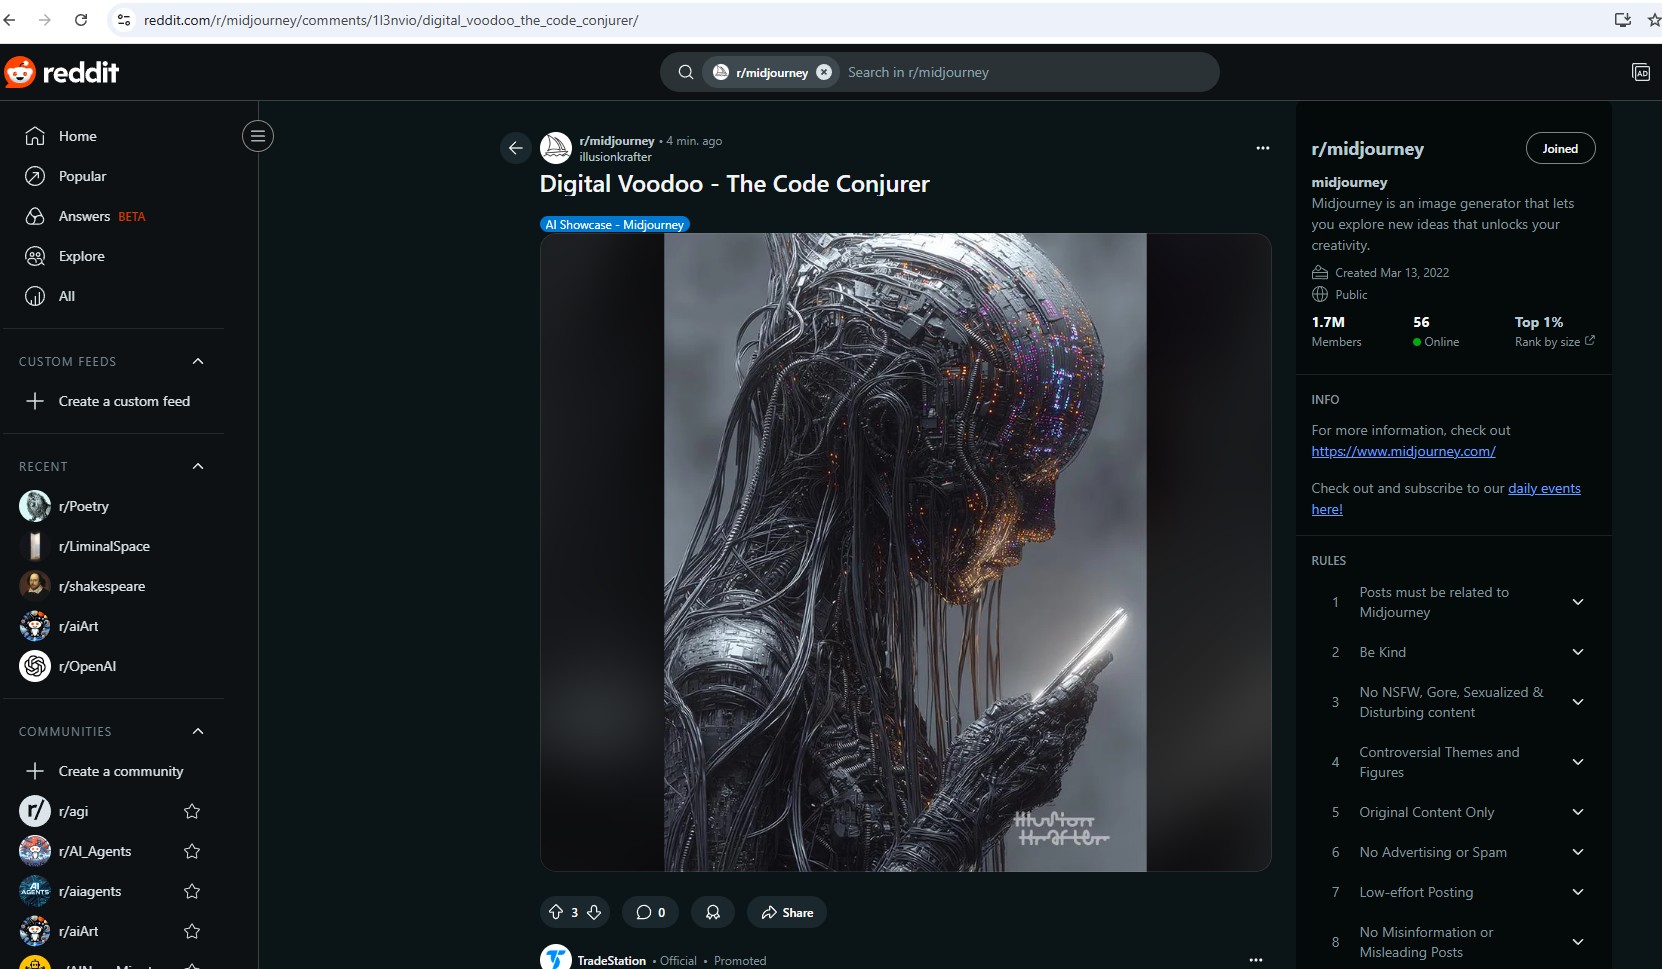 reddit.com/r/midjourney/comments/1l3nvio/digital_voodoo_the_code_conjurer/
reddit
r/midjourney
Search in r/midjourney
AD
Home
Popular
Answers BETA
Explore
All
CUSTOM FEEDS
Create a custom feed
RECENT
r/Poetry
r/LiminalSpace
r/shakespeare
r/aiArt
r/OpenAI
COMMUNITIES
Create a community
r/ r/agi
r/AI_Agents
AI AGENTS r/aiagents
r/aiArt
r/midjourney • 4 min. ago
illusionkrafter
Digital Voodoo - The Code Conjurer
AI Showcase - Midjourney
Illusion
Krafter
3
0
Share
TradeStation • Official • Promoted
r/midjourney
Joined
midjourney
Midjourney is an image generator that lets
you explore new ideas that unlocks your
creativity.
Created Mar 13, 2022
Public
1.7M 56 Top 1%
Members Online Rank by size
INFO
For more information, check out
https://www.midjourney.com/
Check out and subscribe to our daily events
here!
RULES
1 Posts must be related to
Midjourney
2 Be Kind
3 No NSFW, Gore, Sexualized &
Disturbing content
4 Controversial Themes and
Figures
5 Original Content Only
6 No Advertising or Spam
7 Low-effort Posting
8 No Misinformation or
Misleading Posts